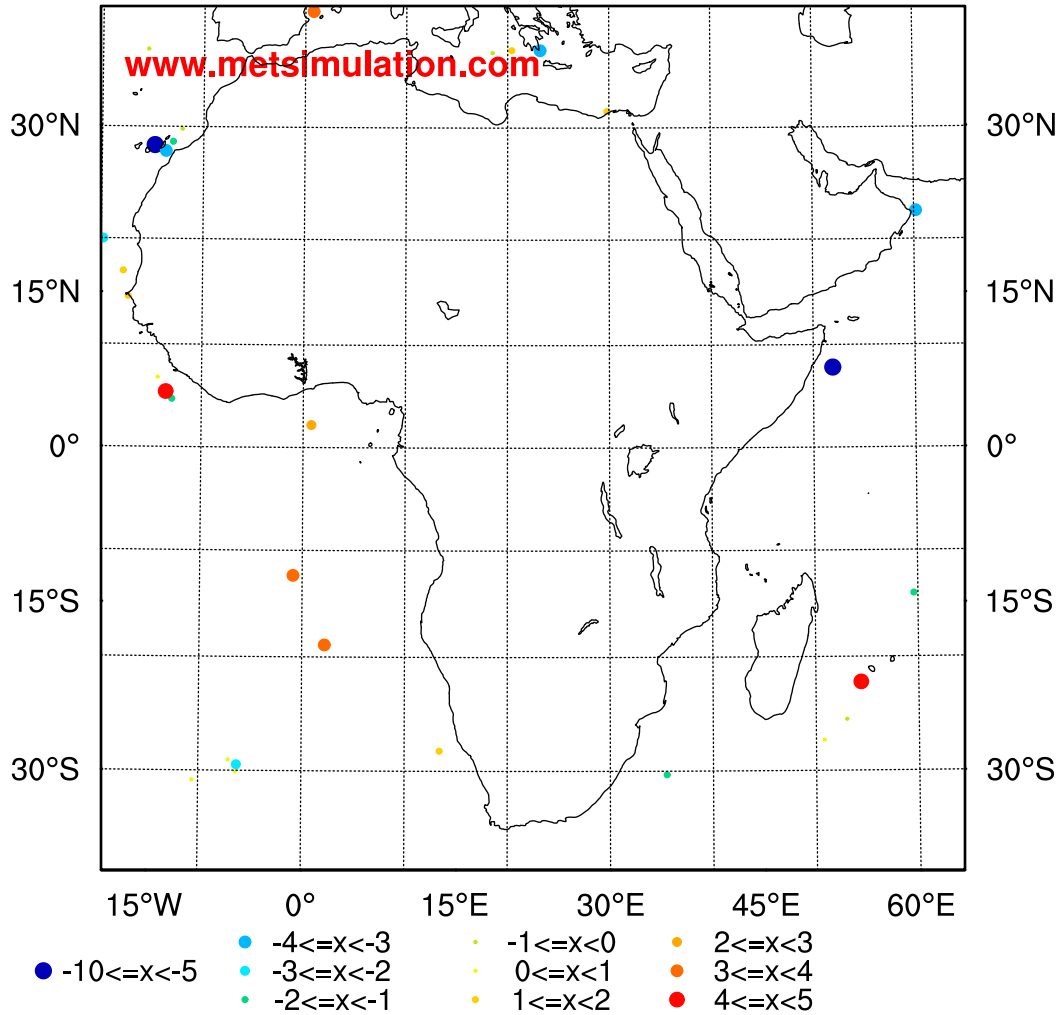 www.metsimulation.com
30°N 30°N
15°N 15°N
0° 0°
15°S 15°S
30°S 30°S
15°W 0° 15°E 30°E 45°E 60°E
-4<=x<-3 -1<=x<0 2<=x<3
-10<=x<-5 -3<=x<-2 0<=x<1 3<=x<4
-2<=x<-1 1<=x<2 4<=x<5